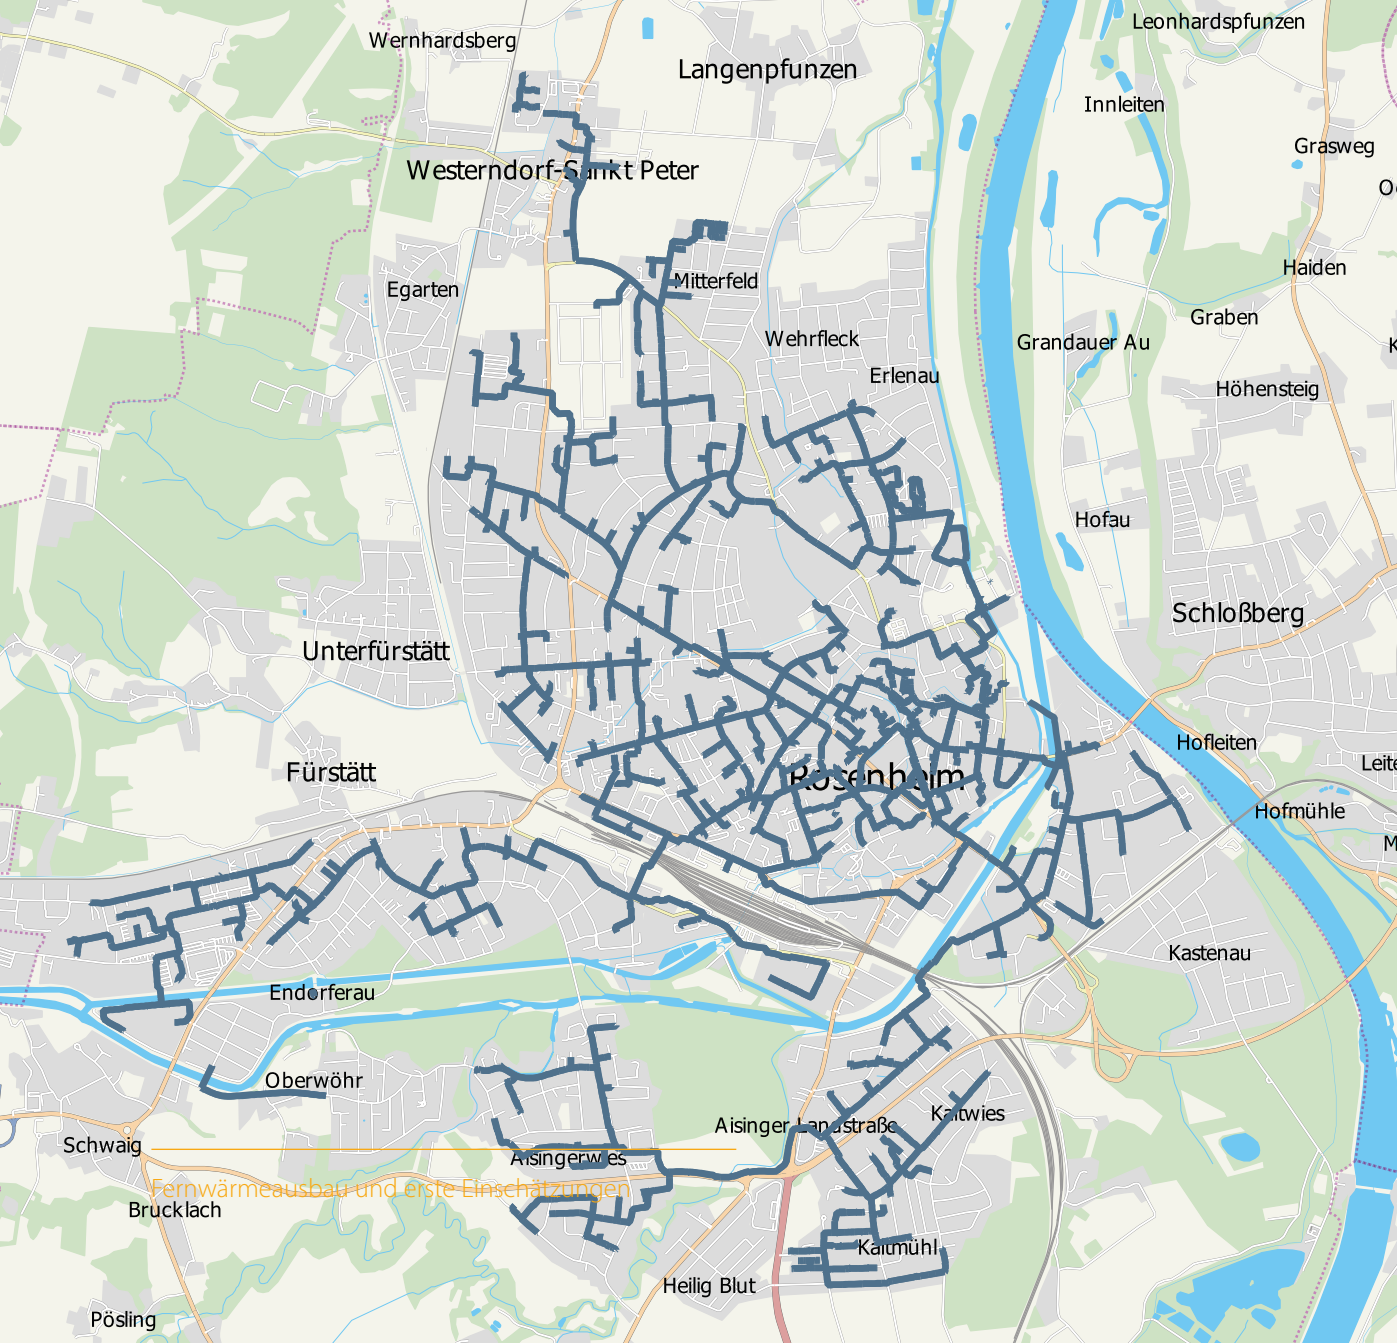 Leonhardspfunzen
Wernhardsberg
Langenpfunzen
Innleiten
Grasweg
Westerndorf-Sankt Peter
Haiden
Mitterfeld
Egarten
Graben
Wehrfleck
Grandauer Au
Erlenau
Höhensteig
Hofau
Schloßberg
Unterfürstätt
Hofleiten
Fürstätt
Rosenheim
Hofmühle
Kastenau
Endorferau
Oberwöhr
Kaltwies
Aisinger Landstraße
Schwaig
Aisingerwies
Fernwärmeausbau und erste Einschätzungen
Brucklach
Kaltmühl
Heilig Blut
Pösling